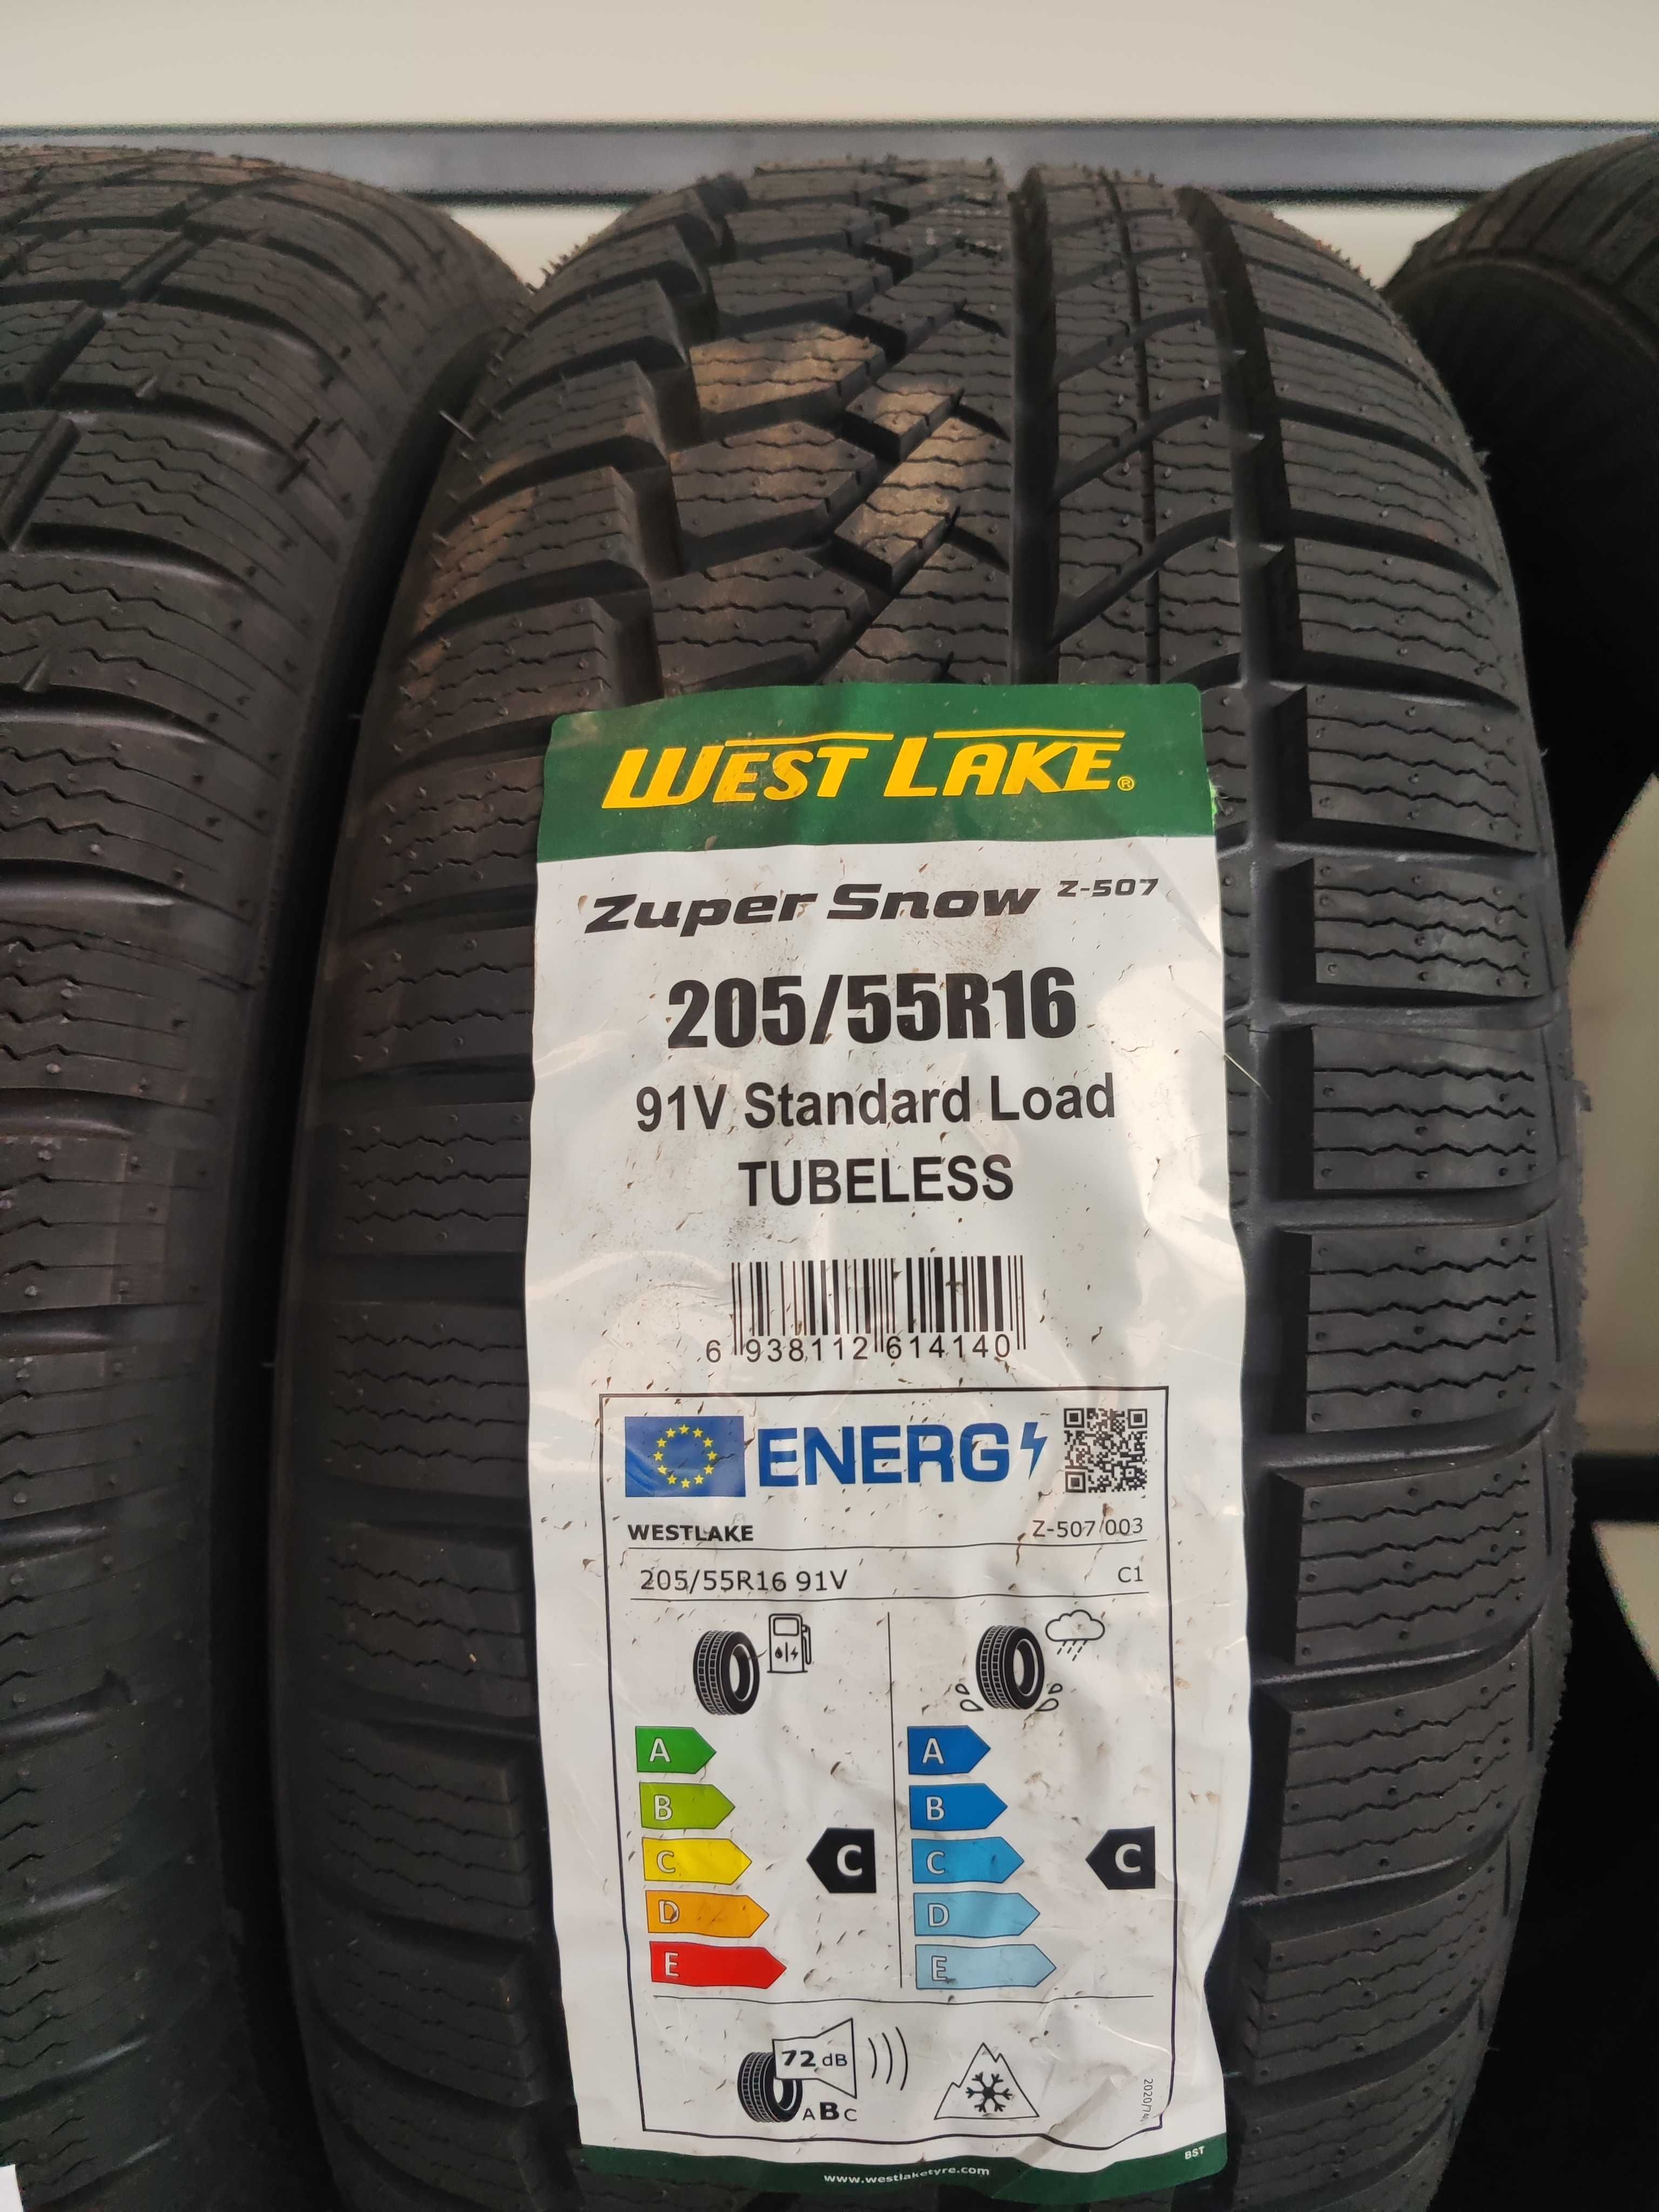 WEST LAKE®
Zuper Snow Z-507
205/55R16
91V Standard Load
TUBELESS
6 938112 614140
ENERG
WESTLAKE Z-507 003
205/55R16 91V C1
A A
B B
C C C C
D D
E E
72 dB
ABC
BST
www.westlaketyre.com